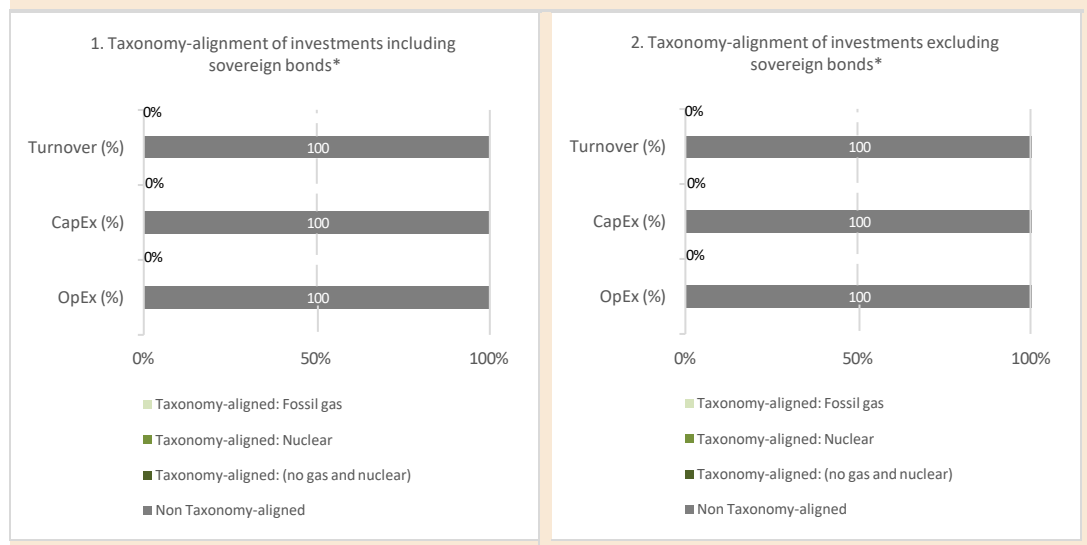 1. Taxonomy-alignment of investments including
sovereign bonds*
0%
Turnover (%)
100
0%
CapEx (%)
100
0%
OpEx (%)
100
0%
50%
100%
Taxonomy-aligned: Fossil gas
Taxonomy-aligned: Nuclear
Taxonomy-aligned: (no gas and nuclear)
Non Taxonomy-aligned
2. Taxonomy-alignment of investments excluding
sovereign bonds*
0%
Turnover (%)
100
0%
CapEx (%)
100
0%
OpEx (%)
100
0%
50%
100%
Taxonomy-aligned: Fossil gas
Taxonomy-aligned: Nuclear
Taxonomy-aligned: (no gas and nuclear)
Non Taxonomy-aligned